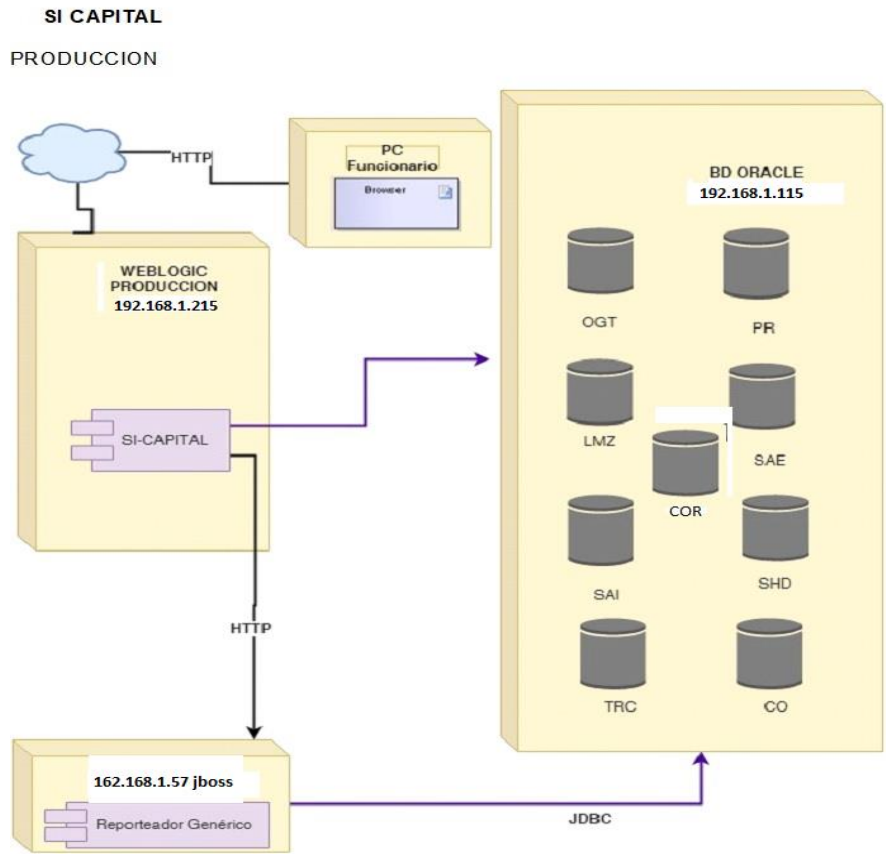 SI CAPITAL
PRODUCCION
HTTP
PC
Funcionario
Browser
BD ORACLE
192.168.1.115
WEBLOGIC
PRODUCCION
192.168.1.215
OGT
PR
SI-CAPITAL
LMZ
SAE
COR
SAI
SHD
HTTP
TRC
CO
162.168.1.57 jboss
Reporteador Genérico
JDBC